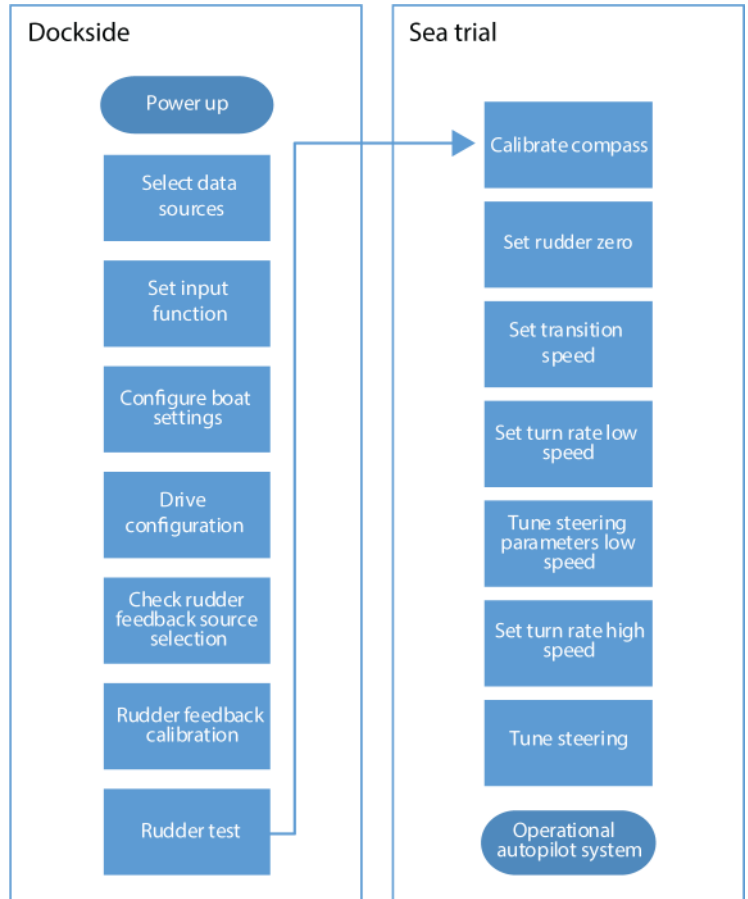 Dockside
Power up
Select data
sources
Set input
function
Configure boat
settings
Drive
configuration
Check rudder
feedback source
selection
Rudder feedback
calibration
Rudder test
Sea trial
Calibrate compass
Set rudder zero
Set transition
speed
Set turn rate low
speed
Tune steering
parameters low
speed
Set turn rate high
speed
Tune steering
Operational
autopilot system